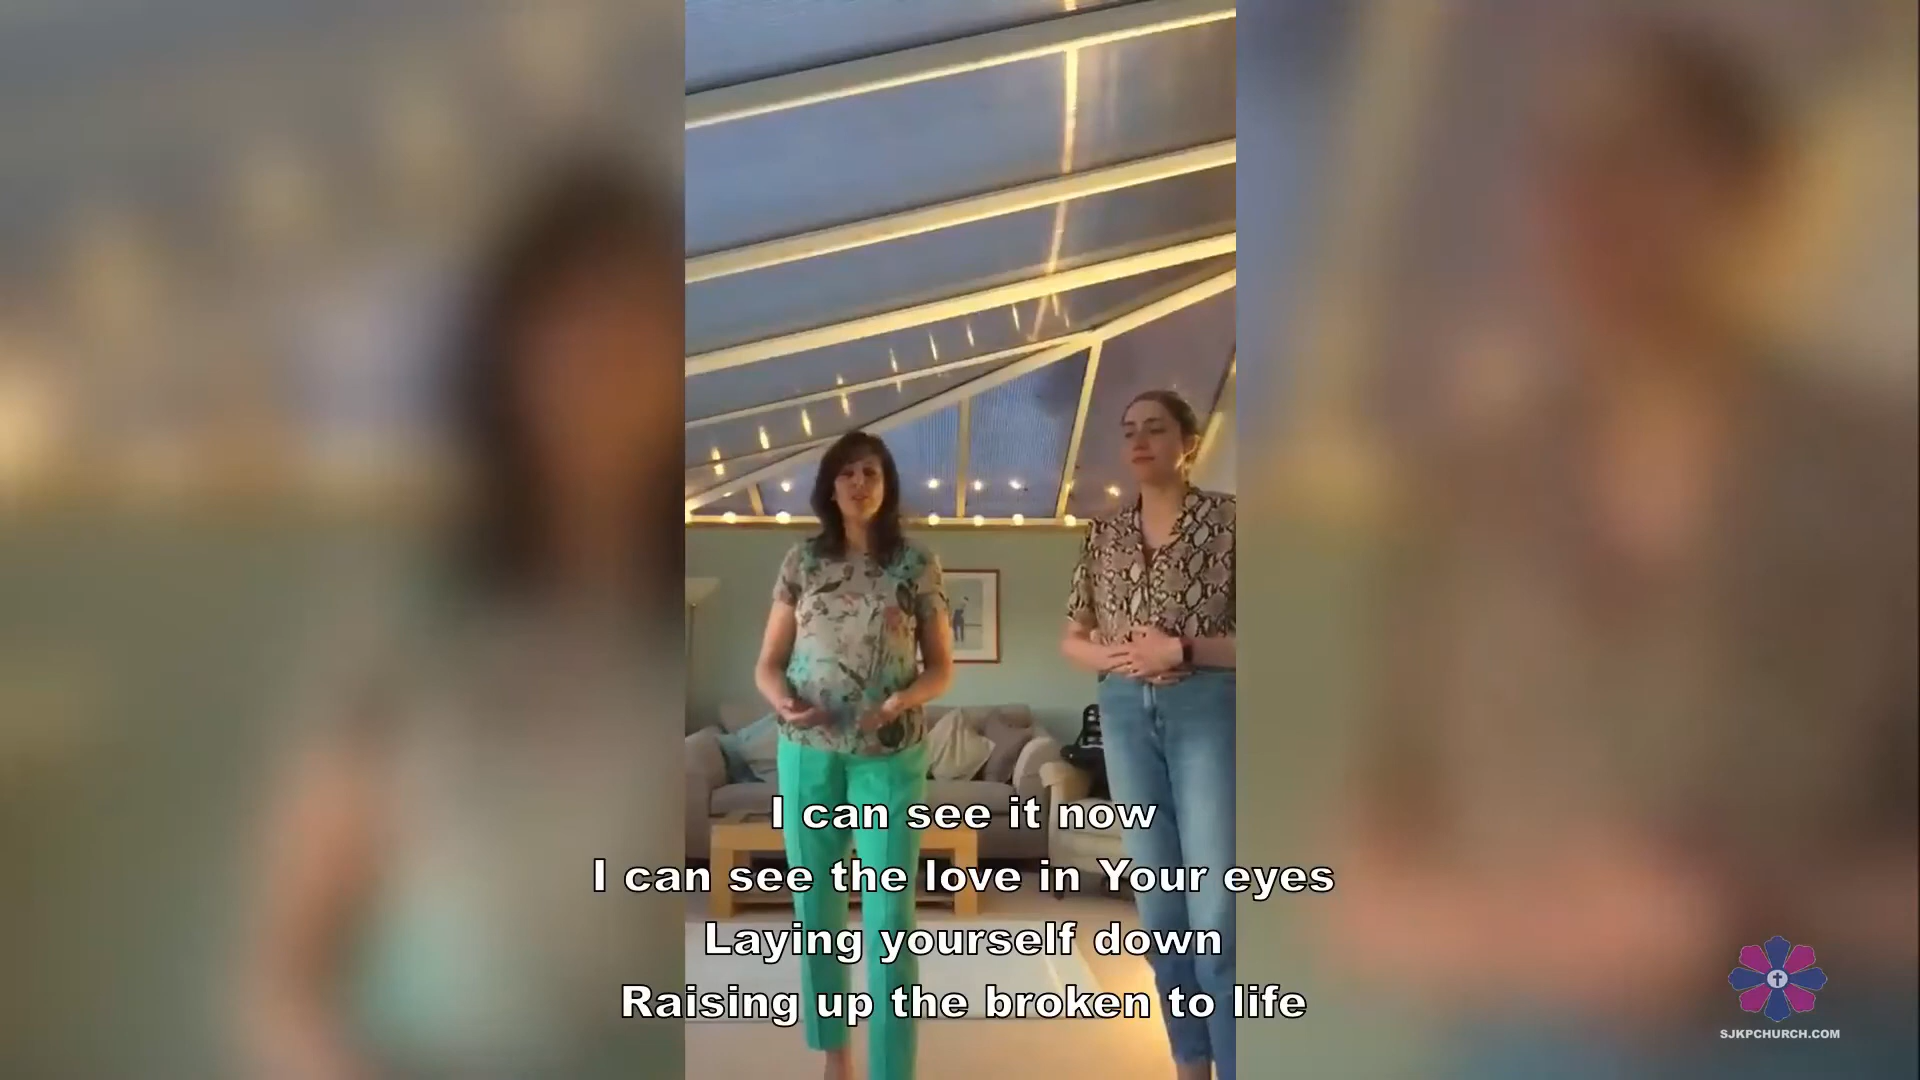 I can see it now
I can see the love in Your eyes
Laying yourself down
Raising up the broken to life
SJKPCHURCH.COM